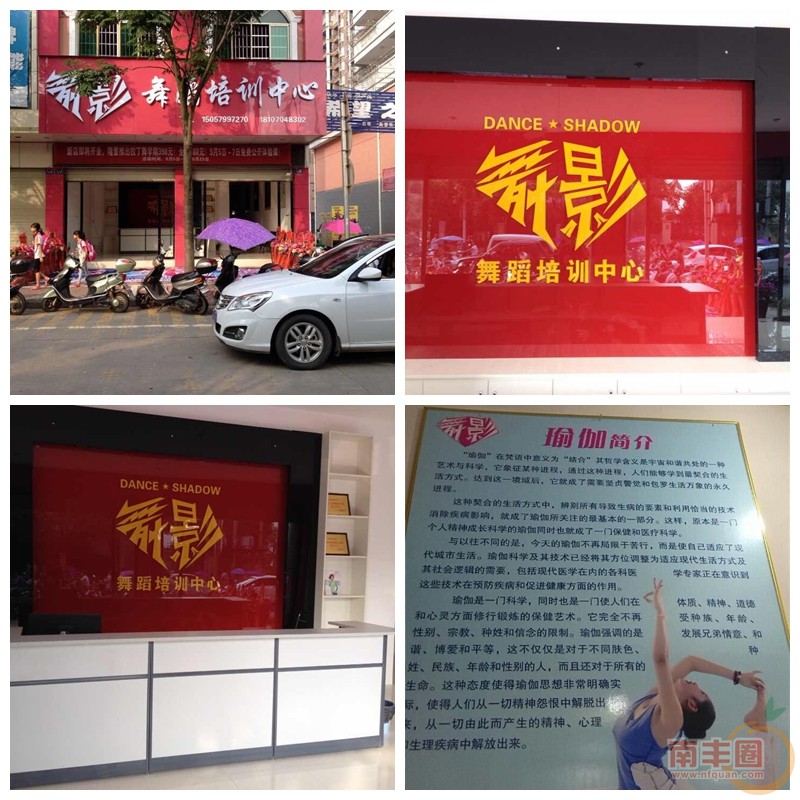 舞影 舞蹈培训中心
15057997270 18107048302
希望之
DANCE ★ SHADOW
舞影
舞蹈培训中心
DANCE ★ SHADOW
舞影
舞蹈培训中心
舞影
瑜伽简介
“瑜伽”在梵语中意义为“结合”其哲学含义是宇宙和谐共处的一种
艺术与科学,它象征某种进程,通过这种进程,人们能够学到最契合的生
活方式。达到这一境域后,它就成了需要坚贞警觉和包罗生活万象的永久
进程。
这种契合的生活方式中,辨别所有导致生病的要素和利用恰当的技术
消除疾病影响,就成了瑜伽所关注的最基本的一部分。这样,原本是一门
个人精神成长科学的瑜伽同时也就成了一门保健和医疗科学。
与以往不同的是,今天的瑜伽不再局限于苦行,而是使自己适应了现
代城市生活。瑜伽科学及其技术已经将其方位调整为适应现代生活方式及
其社会逻辑的需要,包括现代医学在内的各科医 学专家正在意识到
这些技术在预防疾病和促进健康方面的作用。
瑜伽是一门科学,同时也是一门使人们在 体质、精神、道德
和心灵方面修行锻炼的保健艺术。它完全不再 受种族、年龄、
性别、宗教、种姓和信念的限制。瑜伽强调的是 发展兄弟情意、和
谐、博爱和平等,这不仅仅是对于不同肤色、 种
姓、民族、年龄和性别的人,而且还对于所有的
生命。这种态度使得瑜伽思想非常明确实
际,使得人们从一切精神怨恨中解脱出
来,从一切由此而产生的精神、心理
和生理疾病中解放出来。
南丰圈
www.nfquan.com